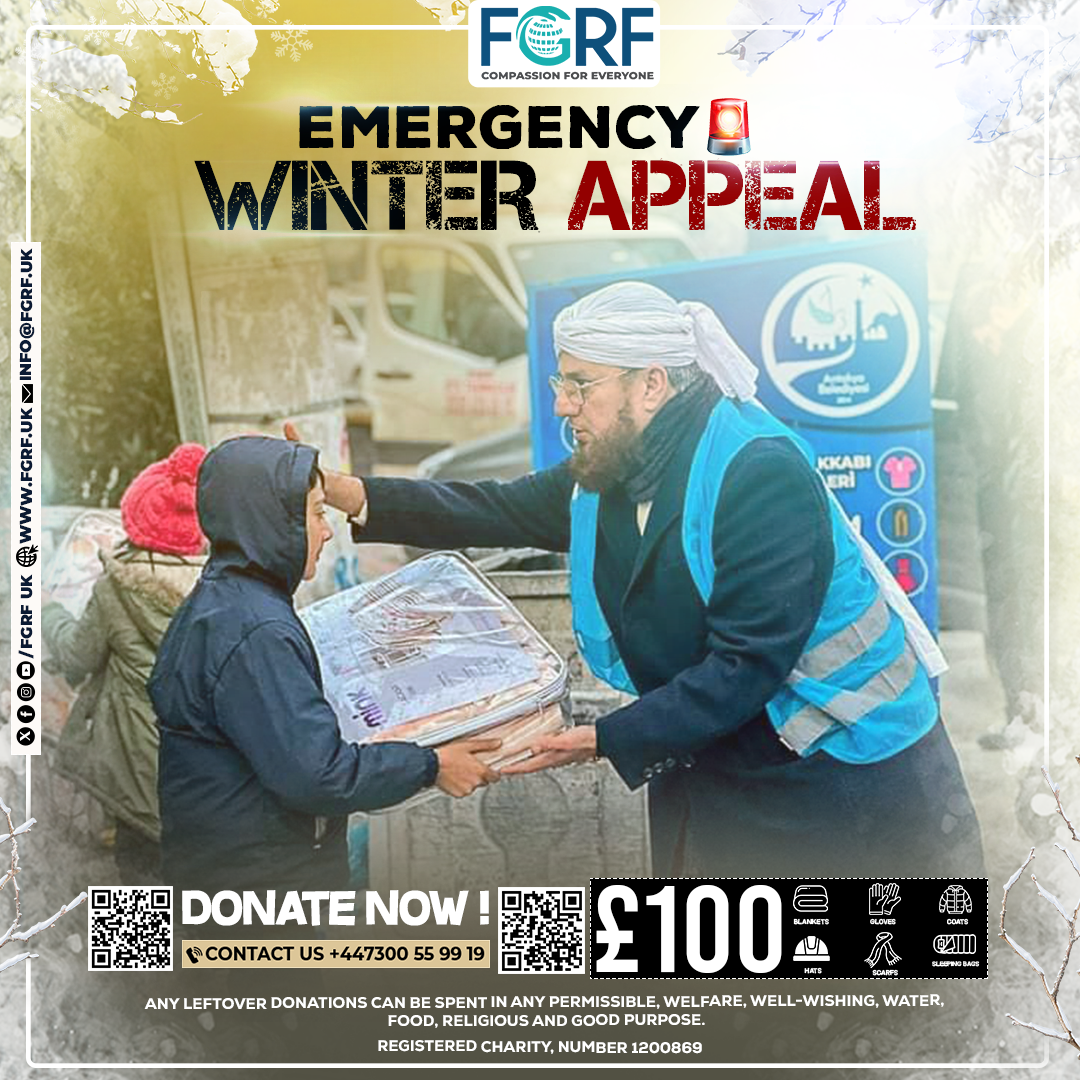 FGRF
COMPASSION FOR EVERYONE
EMERGENCY
WINTER APPEAL
/FGRF UK WWW.FGRF.UK INFO@FGRF.UK
Antakya
Belediyesi
KKABI
ERİ
mink
DONATE NOW !
CONTACT US +447300 55 99 19
£100
BLANKETS
GLOVES
COATS
HATS
SCARFS
SLEEPING BAGS
ANY LEFTOVER DONATIONS CAN BE SPENT IN ANY PERMISSIBLE, WELFARE, WELL-WISHING, WATER,
FOOD, RELIGIOUS AND GOOD PURPOSE.
REGISTERED CHARITY, NUMBER 1200869